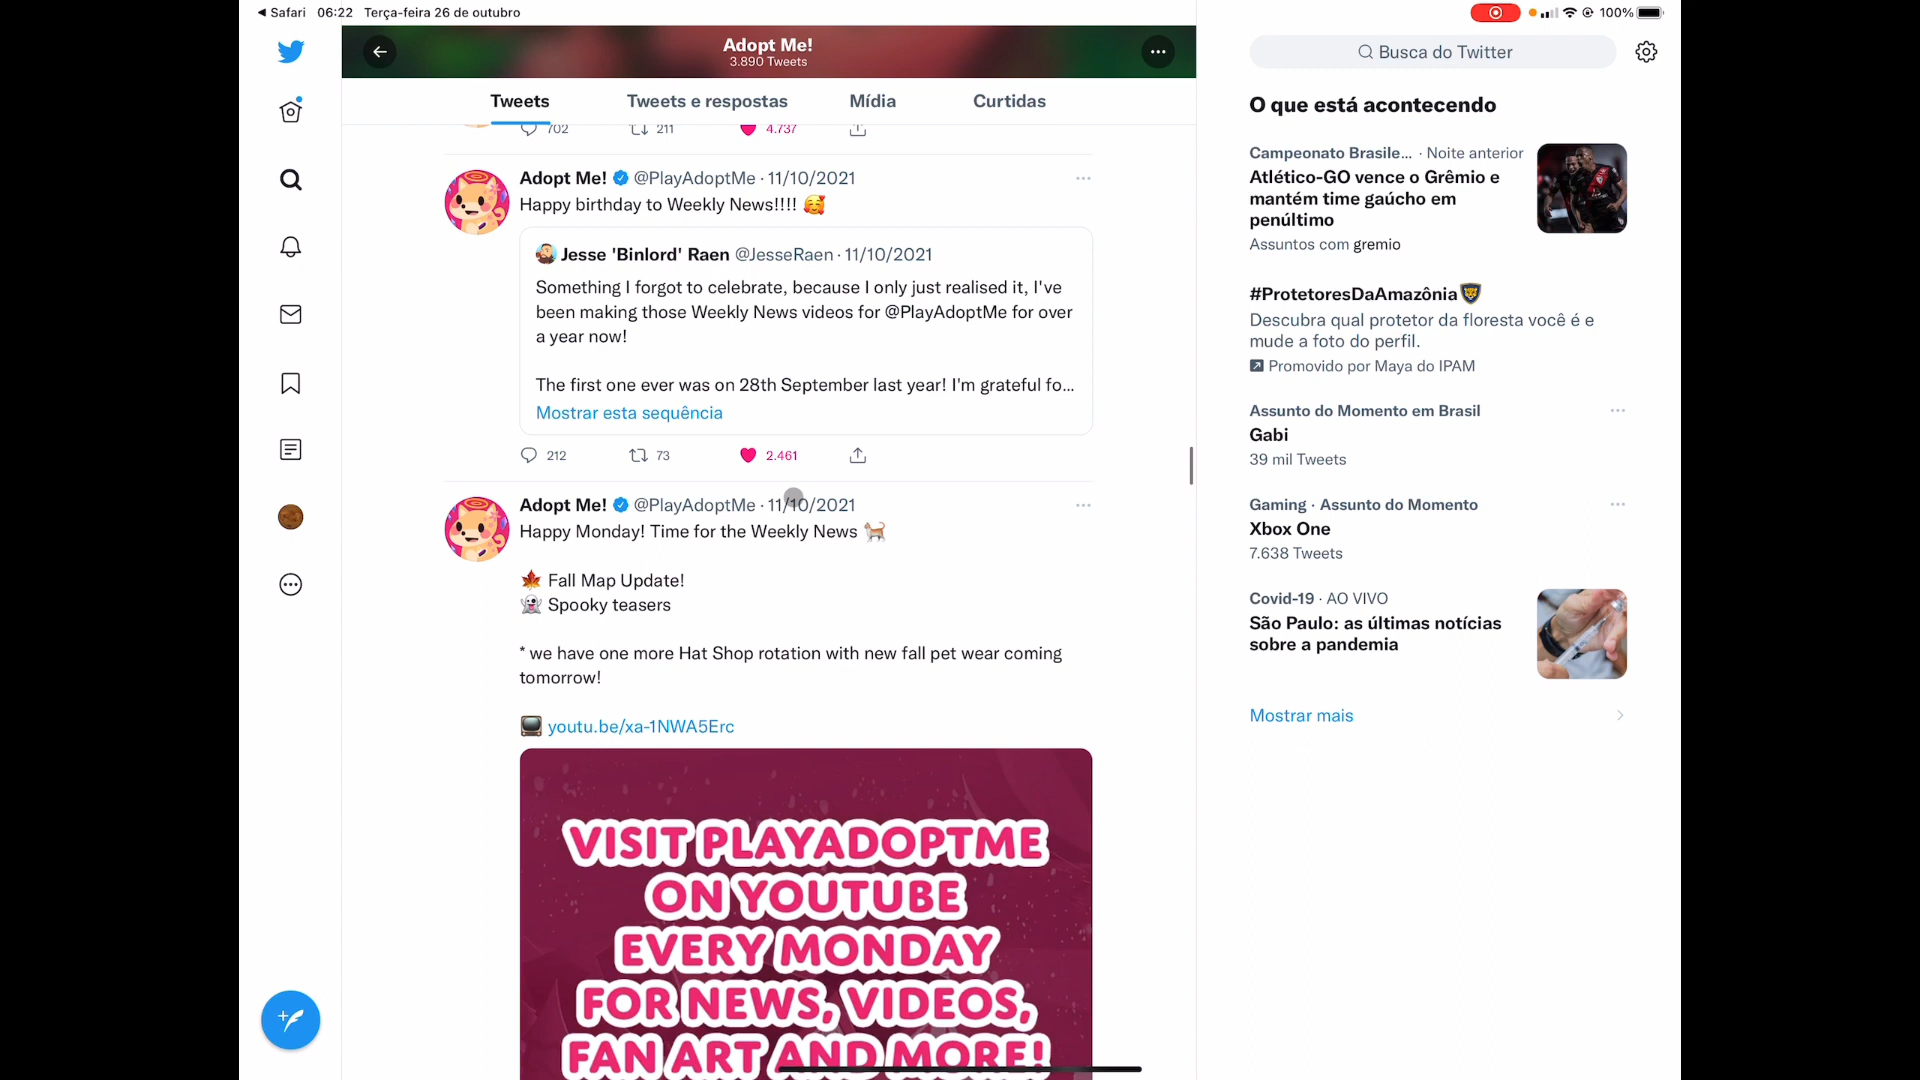 Safari 06:22 Terça-feira 26 de outubro
100%
Adopt Me!
3.890 Tweets
Tweets
Tweets e respostas
Mídia
Curtidas
702 211 4.737
Adopt Me! @PlayAdoptMe · 11/10/2021
Happy birthday to Weekly News!!!! 🥰
Jesse 'Binlord' Raen @JesseRaen · 11/10/2021
Something I forgot to celebrate, because I only just realised it, I've
been making those Weekly News videos for @PlayAdoptMe for over
a year now!
The first one ever was on 28th September last year! I'm grateful fo...
Mostrar esta sequência
212 73 2.461
Adopt Me! @PlayAdoptMe · 11/10/2021
Happy Monday! Time for the Weekly News 🐈
🍁 Fall Map Update!
👻 Spooky teasers
* we have one more Hat Shop rotation with new fall pet wear coming
tomorrow!
📺 youtu.be/xa-1NWA5Erc
VISIT PLAYADOPTME
ON YOUTUBE
EVERY MONDAY
FOR NEWS, VIDEOS,
FAN ART AND MORE!
Busca do Twitter
O que está acontecendo
Campeonato Brasile... · Noite anterior
Atlético-GO vence o Grêmio e
mantém time gaúcho em
penúltimo
Assuntos com gremio
#ProtetoresDaAmazônia
Descubra qual protetor da floresta você é e
mude a foto do perfil.
Promovido por Maya do IPAM
Assunto do Momento em Brasil
Gabi
39 mil Tweets
Gaming · Assunto do Momento
Xbox One
7.638 Tweets
Covid-19 · AO VIVO
São Paulo: as últimas notícias
sobre a pandemia
Mostrar mais